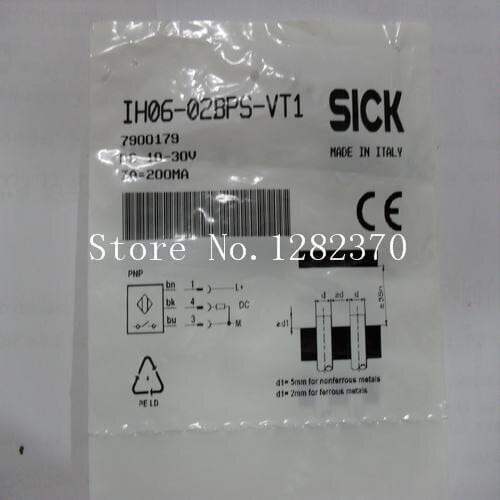 IH06-02BPS-VT1
SICK
7900179
MADE IN ITALY
DC 10-30V
IA=200MA
CE
Store No. 1282370
PNP
bn 1 L+
bk 4 DC
bu 3 M
d ≥d d
≥d1
d1= 5mm for nonferrous metals
d1= 2mm for ferrous metals
PE LD